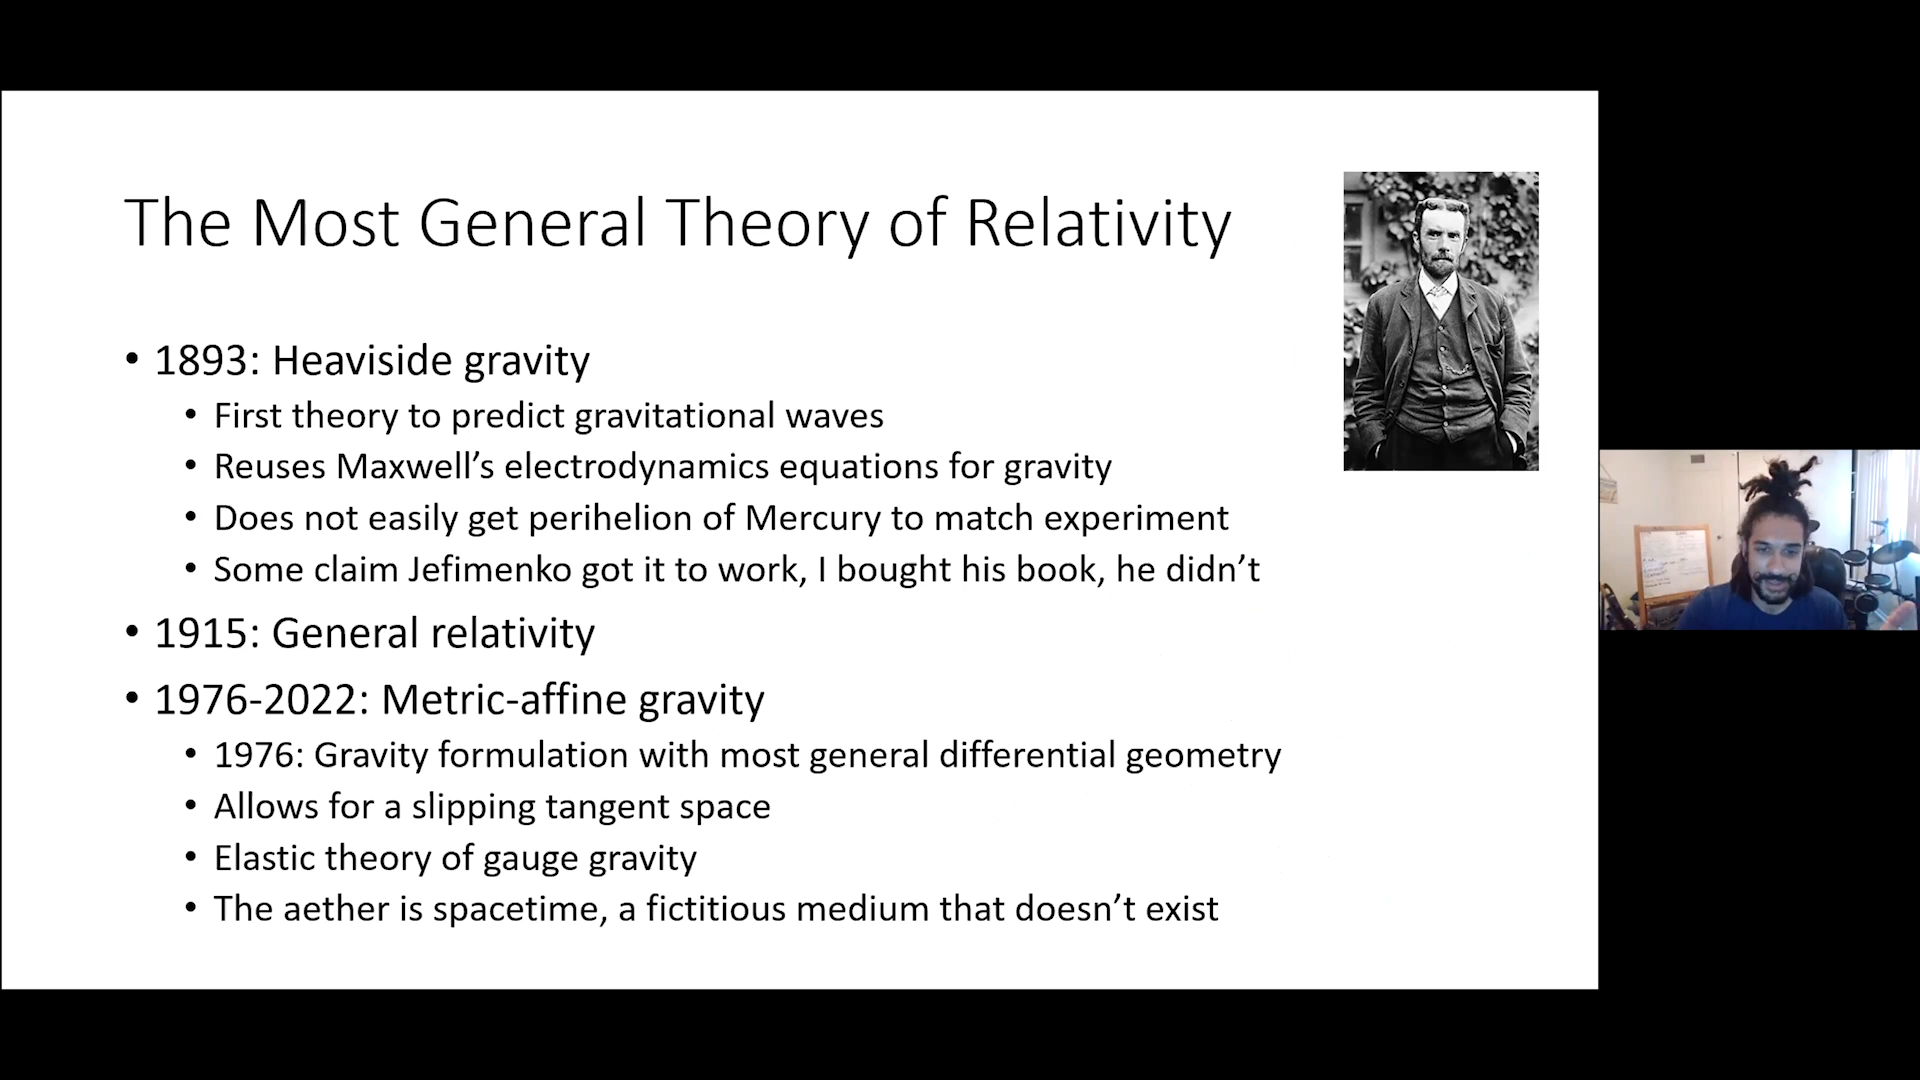 The Most General Theory of Relativity
• 1893: Heaviside gravity
• First theory to predict gravitational waves
• Reuses Maxwell’s electrodynamics equations for gravity
• Does not easily get perihelion of Mercury to match experiment
• Some claim Jefimenko got it to work, I bought his book, he didn’t
• 1915: General relativity
• 1976-2022: Metric-affine gravity
• 1976: Gravity formulation with most general differential geometry
• Allows for a slipping tangent space
• Elastic theory of gauge gravity
• The aether is spacetime, a fictitious medium that doesn’t exist